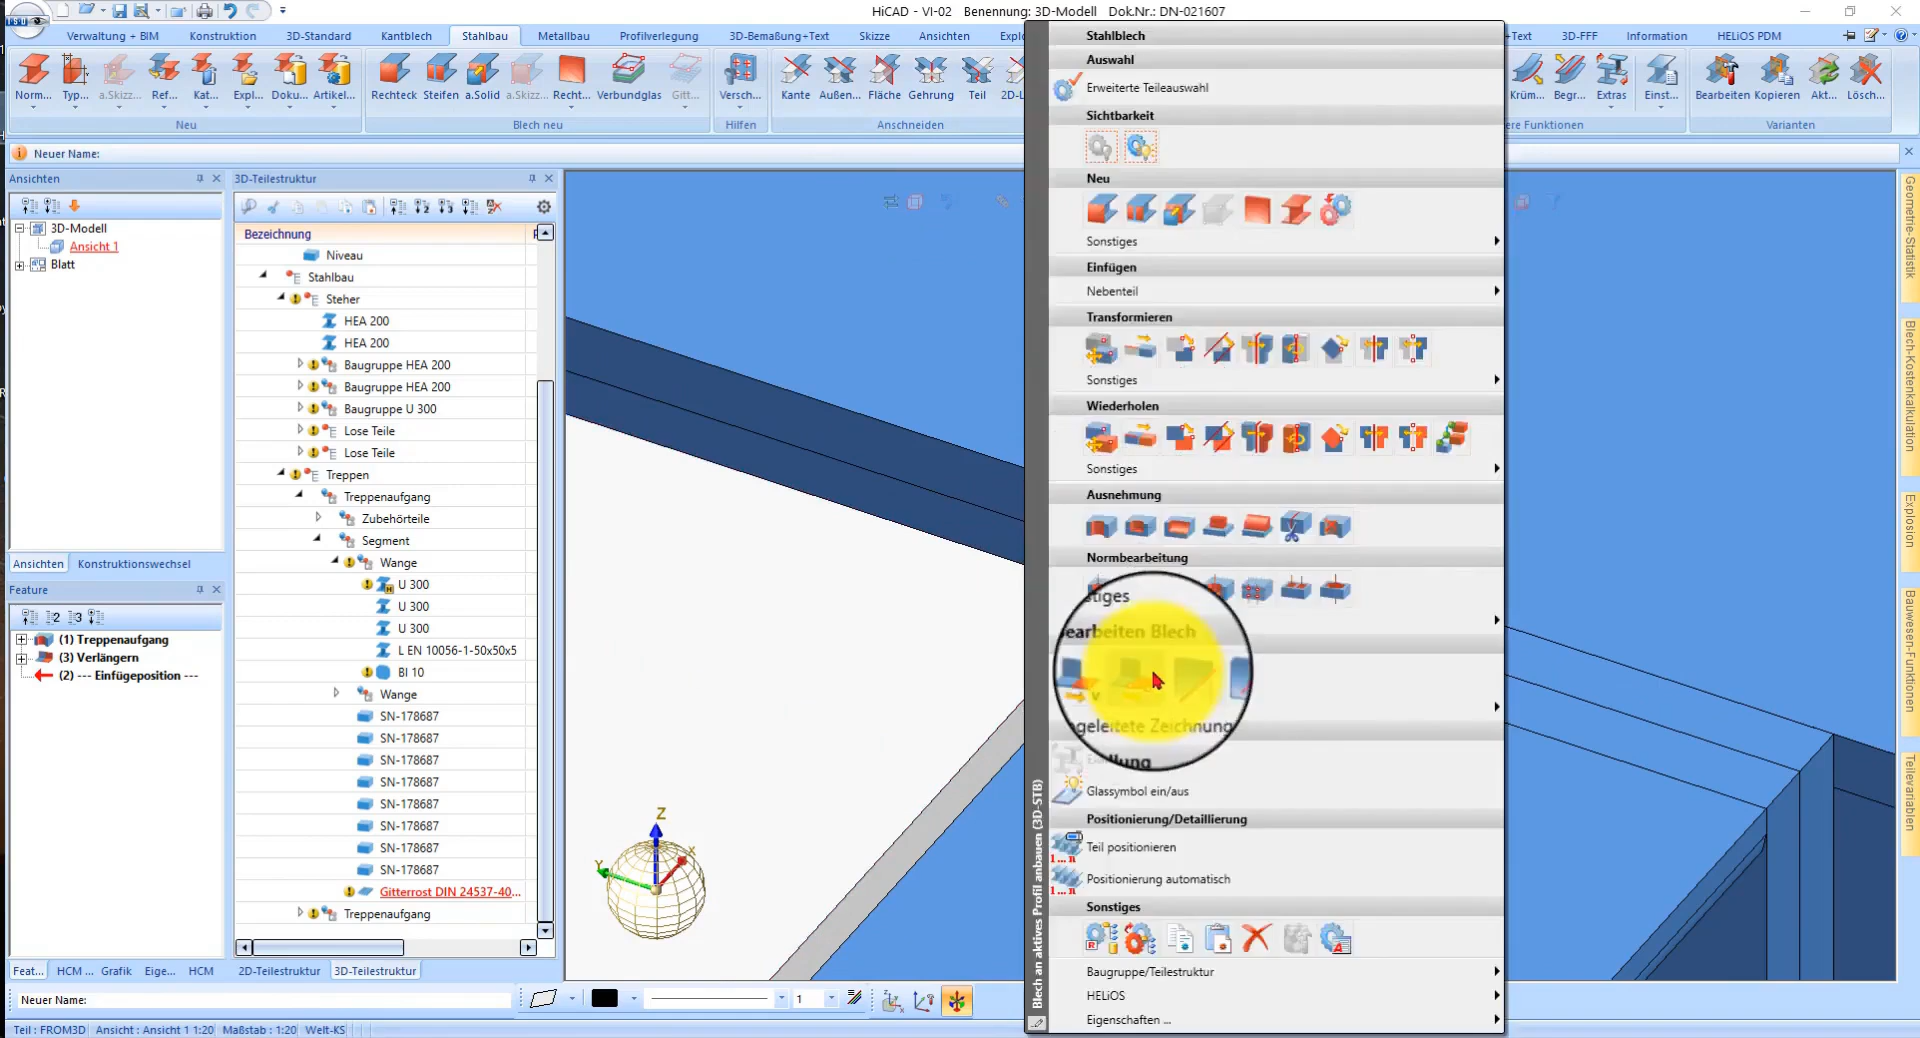 HiCAD - VI-02 Benennung: 3D-Modell Dok.Nr.: DN-021607
Verwaltung + BIM Konstruktion 3D-Standard Kantblech Stahlbau Metallbau Profilverlegung 3D-Bemaßung+Text Skizze Ansichten +Text 3D-FFF Information HELiOS PDM
Norm... Typ... a.Skizz... Ref... Kat... Expl... Doku... Artikel... Rechteck Steifen a.Solid a.Skizz... Recht... Verbundglas Gitt... Versch... Kante Außen... Fläche Gehrung Teil Krüm... Begr... Extras Einst... Bearbeiten Kopieren Akt... Lösch...
Neu Blech neu Hilfen Anschneiden Funktionen Varianten
Neuer Name:
Ansichten
3D-Modell
Ansicht 1
Blatt
Ansichten Konstruktionswechsel
Feature
(1) Treppenaufgang
(3) Verlängern
(2) --- Einfügeposition ---
Feat... HCM ... Grafik Eige... HCM
3D-Teilestruktur
Bezeichnung
Niveau
Stahlbau
Steher
HEA 200
HEA 200
Baugruppe HEA 200
Baugruppe HEA 200
Baugruppe U 300
Lose Teile
Lose Teile
Treppen
Treppenaufgang
Zubehörteile
Segment
Wange
U 300
U 300
U 300
L EN 10056-1-50x50x5
Bl 10
Wange
SN-178687
SN-178687
SN-178687
SN-178687
SN-178687
SN-178687
SN-178687
SN-178687
Gitterrost DIN 24537-40...
Treppenaufgang
2D-Teilestruktur 3D-Teilestruktur
Z
X
Y
Stahlblech
Auswahl
Erweiterte Teileauswahl
Sichtbarkeit
Neu
Sonstiges
Einfügen
Nebenteil
Transformieren
Sonstiges
Wiederholen
Sonstiges
Ausnehmung
Normbearbeitung
stiges
earbeiten Blech
geleitete Zeichnung
Glassymbol ein/aus
Positionierung/Detaillierung
Teil positionieren
Positionierung automatisch
Sonstiges
Baugruppe/Teilestruktur
HELiOS
Eigenschaften ...
Blech an aktives Profil anbauen (3D-STB)
Geometrie-Statistik
Blech-Kostenkalkulation
Explosion
Bauwesen-Funktionen
Teilevariablen
Neuer Name:
1
Teil : FROM3D Ansicht : Ansicht 1 1:20 Maßstab : 1:20 Welt-KS